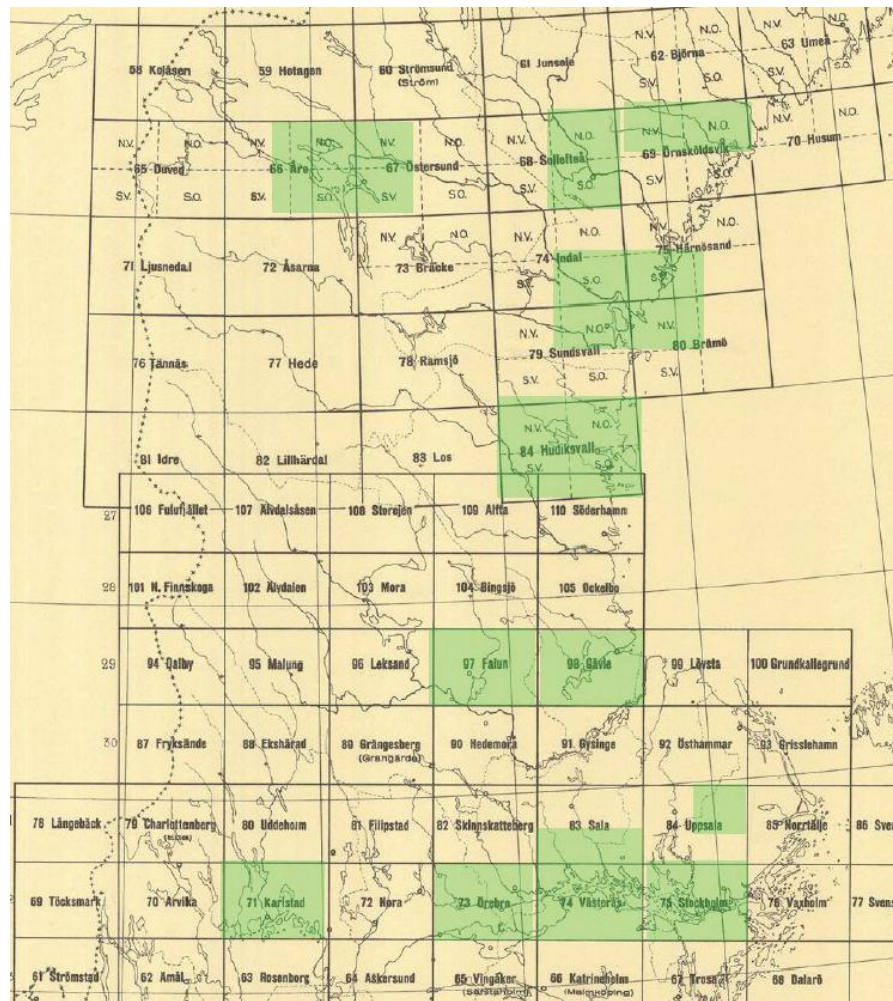 N.V. N.O. 63 Umeå
58 Kolåsen 59 Hotagen 60 Strömsund 61 Junsele 62 Björna S.V. S.O.
(Ström) S.V. S.O.
N.V. N.O. N.V. N.O. N.V. N.O. N.V. N.O. N.V. N.O. N.V. N.O.
65 Duved 66 Åre 67 Östersund 68 Sollefteå 69 Örnsköldsvik 70 Husum
S.V. S.O. S.V. S.O. S.V. S.O. S.V. S.O. S.V. S.O.
N.V. N.O. N.V. N.O. N.V. N.O.
71 Ljusnedal 72 Åsarna 73 Bräcke 74 Indal 75 Härnösand
S.V. S.O. S.V. S.O.
N.V. N.O. N.V.
76 Tännäs 77 Hede 78 Ramsjö 79 Sundsvall 80 Brämö
S.V. S.O. S.V.
N.V. N.O.
81 Idre 82 Lillhärdal 83 Los 84 Hudiksvall
S.V. S.O.
27 106 Fulufjället 107 Älvdalsåsen 108 Storejen 109 Alfta 110 Söderhamn
28 101 N. Finnskoga 102 Älvdalen 103 Mora 104 Bingsjö 105 Ockelbo
29 94 Dalby 95 Malung 96 Leksand 97 Falun 98 Gävle 99 Lövsta 100 Grundkallegrund
30 87 Fryksände 88 Ekshärad 89 Grängesberg 90 Hedemora 91 Gysinge 92 Östhammar 93 Grisslehamn
(Grangärde)
78 Långebäck 79 Charlottenberg 80 Uddeholm 81 Filipstad 82 Skinnskatteberg 83 Sala 84 Uppsala 85 Norrtälje 86 Sven
69 Töcksmark 70 Arvika 71 Karlstad 72 Nora 73 Örebro 74 Västerås 75 Stockholm 76 Vaxholm 77 Svens
61 Strömstad 62 Åmål 63 Rosenborg 64 Askersund 65 Vingåker 66 Katrineholm 67 Trosa 68 Dalarö
(Malmköping)